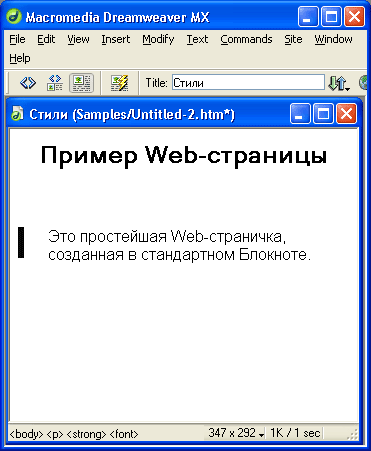 Macromedia Dreamweaver MX
File Edit View Insert Modify Text Commands Site Window
Help
Title: Стили
Стили (Samples/Untitled-2.htm*)
Пример Web-страницы
Это простейшая Web-страничка,
созданная в стандартном Блокноте.
<body> <p> <strong> <font> 347 x 292 1K / 1 sec